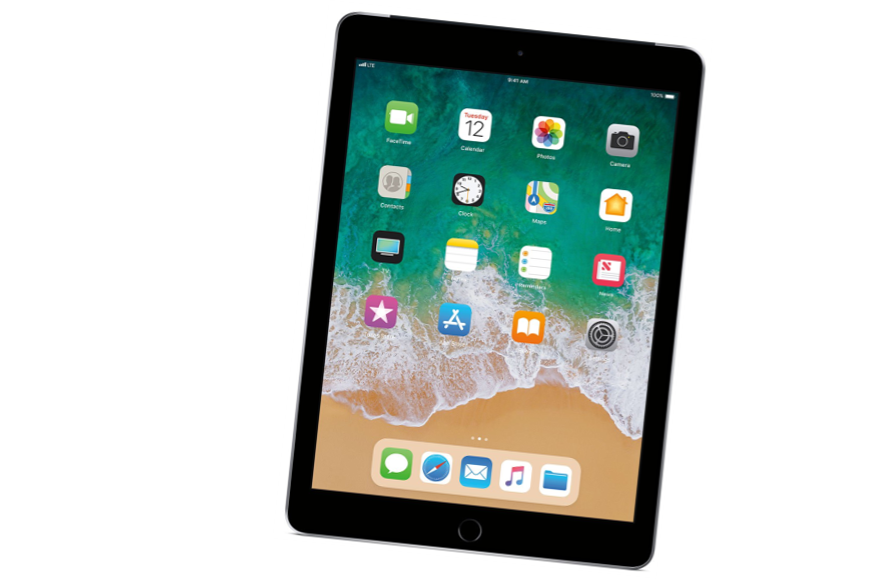 LTE
9:41 AM
100%
FaceTime
Tuesday
12
Calendar
Photos
Camera
Contacts
Clock
Maps
Home
Reminders
News